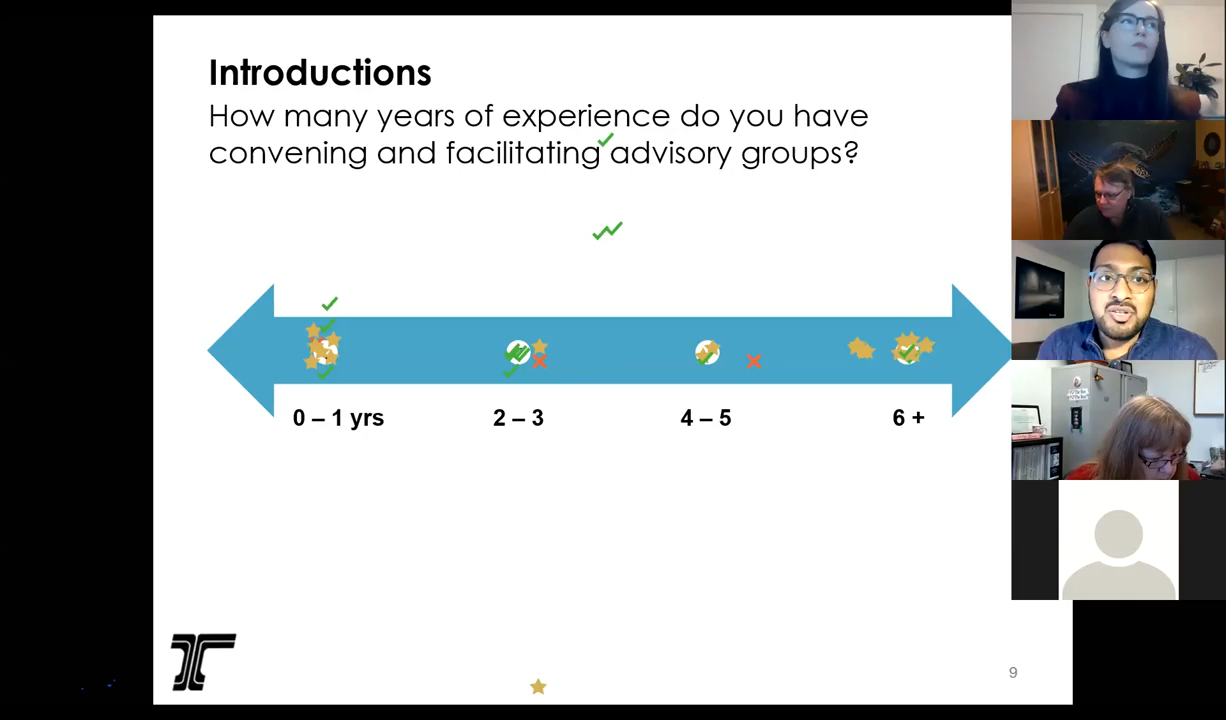 Introductions
How many years of experience do you have
convening and facilitating advisory groups?
0 – 1 yrs
2 – 3
4 – 5
6 +
9